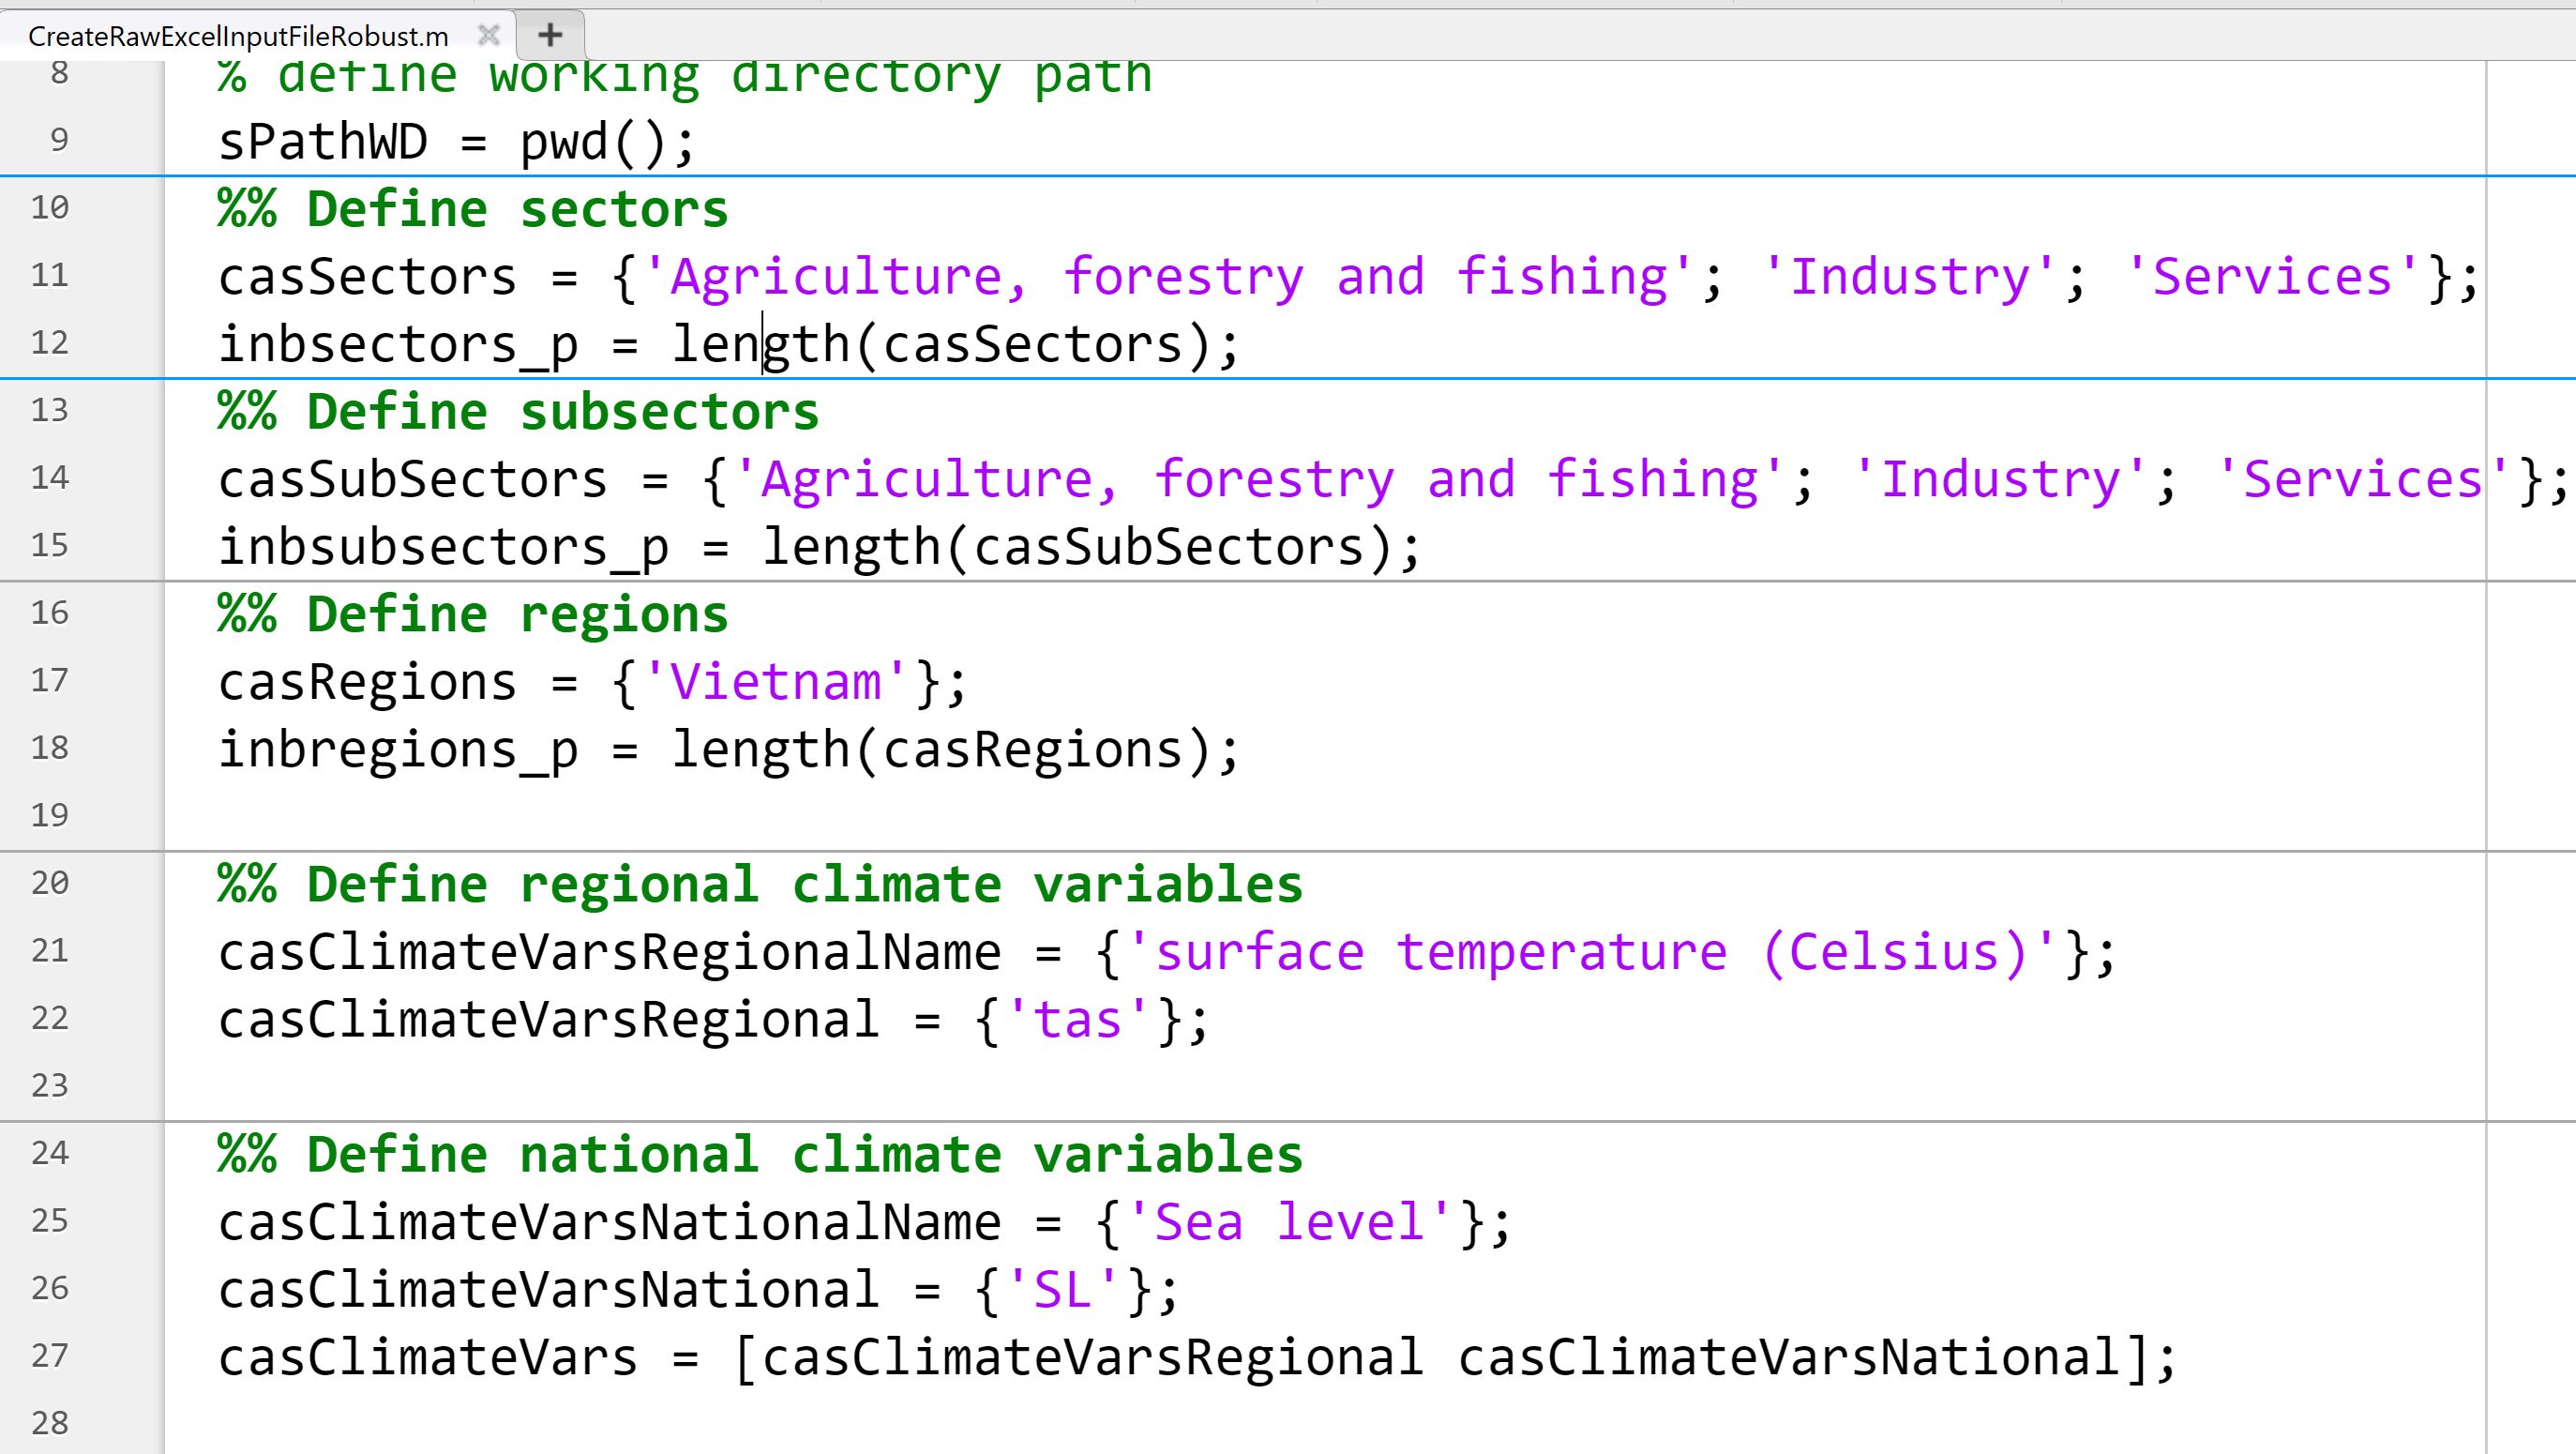 CreateRawExcelInputFileRobust.m
8 % define working directory path
9 sPathWD = pwd();
10 %% Define sectors
11 casSectors = {'Agriculture, forestry and fishing'; 'Industry'; 'Services'};
12 inbsectors_p = length(casSectors);
13 %% Define subsectors
14 casSubSectors = {'Agriculture, forestry and fishing'; 'Industry'; 'Services'};
15 inbsubsectors_p = length(casSubSectors);
16 %% Define regions
17 casRegions = {'Vietnam'};
18 inbregions_p = length(casRegions);
19
20 %% Define regional climate variables
21 casClimateVarsRegionalName = {'surface temperature (Celsius)'};
22 casClimateVarsRegional = {'tas'};
23
24 %% Define national climate variables
25 casClimateVarsNationalName = {'Sea level'};
26 casClimateVarsNational = {'SL'};
27 casClimateVars = [casClimateVarsRegional casClimateVarsNational];
28